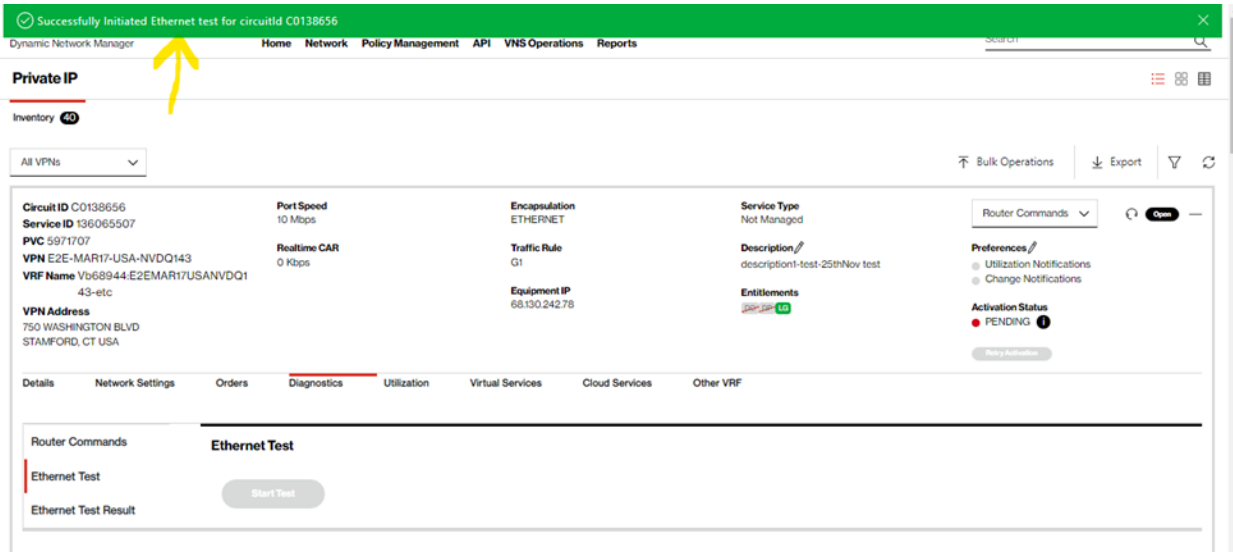 Successfully Initiated Ethernet test for circuitId C0138656
Dynamic Network Manager
Home Network Policy Management API VNS Operations Reports
Search
Private IP
Inventory 40
All VPNs
Bulk Operations
Export
Circuit ID C0138656
Service ID 136065507
PVC 5971707
VPN E2E-MAR17-USA-NVDQ143
VRF Name Vb68944:E2EMAR17USANVDQ1
43-etc
VPN Address
750 WASHINGTON BLVD
STAMFORD, CT USA
Port Speed
10 Mbps
Realtime CAR
0 Kbps
Encapsulation
ETHERNET
Traffic Rule
G1
Equipment IP
68.130.242.78
Service Type
Not Managed
Description
description1-test-25thNov test
Entitlements
LG
Router Commands
Open
Preferences
Utilization Notifications
Change Notifications
Activation Status
PENDING
Retry Activation
Details Network Settings Orders Diagnostics Utilization Virtual Services Cloud Services Other VRF
Router Commands
Ethernet Test
Ethernet Test Result
Ethernet Test
Start Test